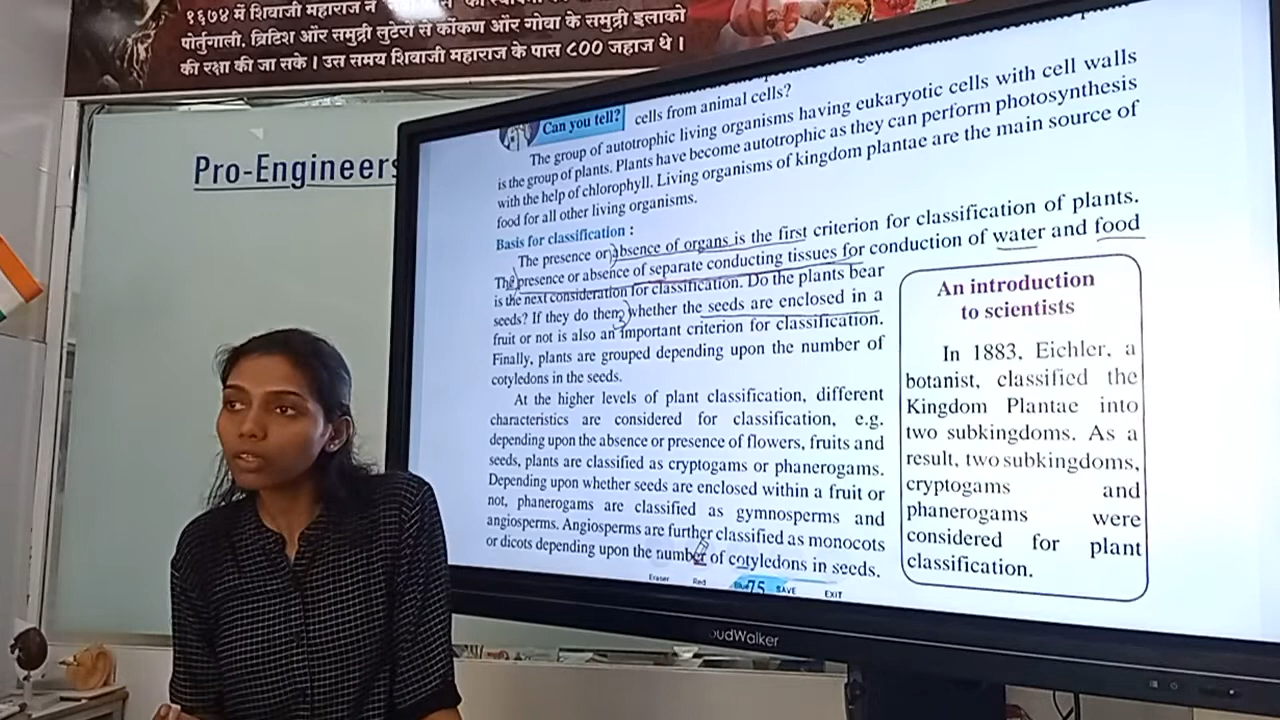 १६७४ में शिवाजी महाराज ने
पोर्तुगाली, ब्रिटिश और समुद्री लुटेरों से कोंकण और गोवा के समुद्री इलाको
की रक्षा की जा सके। उस समय शिवाजी महाराज के पास ८०० जहाज थे।
Pro-Engineers
Can you tell? cells from animal cells?
The group of autotrophic living organisms having eukaryotic cells with cell walls
is the group of plants. Plants have become autotrophic as they can perform photosynthesis
with the help of chlorophyll. Living organisms of kingdom plantae are the main source of
food for all other living organisms.
Basis for classification :
The presence or absence of organs is the first criterion for classification of plants.
The presence or absence of separate conducting tissues for conduction of water and food
is the next consideration for classification. Do the plants bear
seeds? If they do then, whether the seeds are enclosed in a
fruit or not is also an important criterion for classification.
Finally, plants are grouped depending upon the number of
cotyledons in the seeds.
At the higher levels of plant classification, different
characteristics are considered for classification, e.g.
depending upon the absence or presence of flowers, fruits and
seeds, plants are classified as cryptogams or phanerogams.
Depending upon whether seeds are enclosed within a fruit or
not, phanerogams are classified as gymnosperms and
angiosperms. Angiosperms are further classified as monocots
or dicots depending upon the number of cotyledons in seeds.
An introduction
to scientists
In 1883, Eichler, a
botanist, classified the
Kingdom Plantae into
two subkingdoms. As a
result, two subkingdoms,
cryptogams and
phanerogams were
considered for plant
classification.
Eraser Red Blue 75 SAVE EXIT
oudWalker